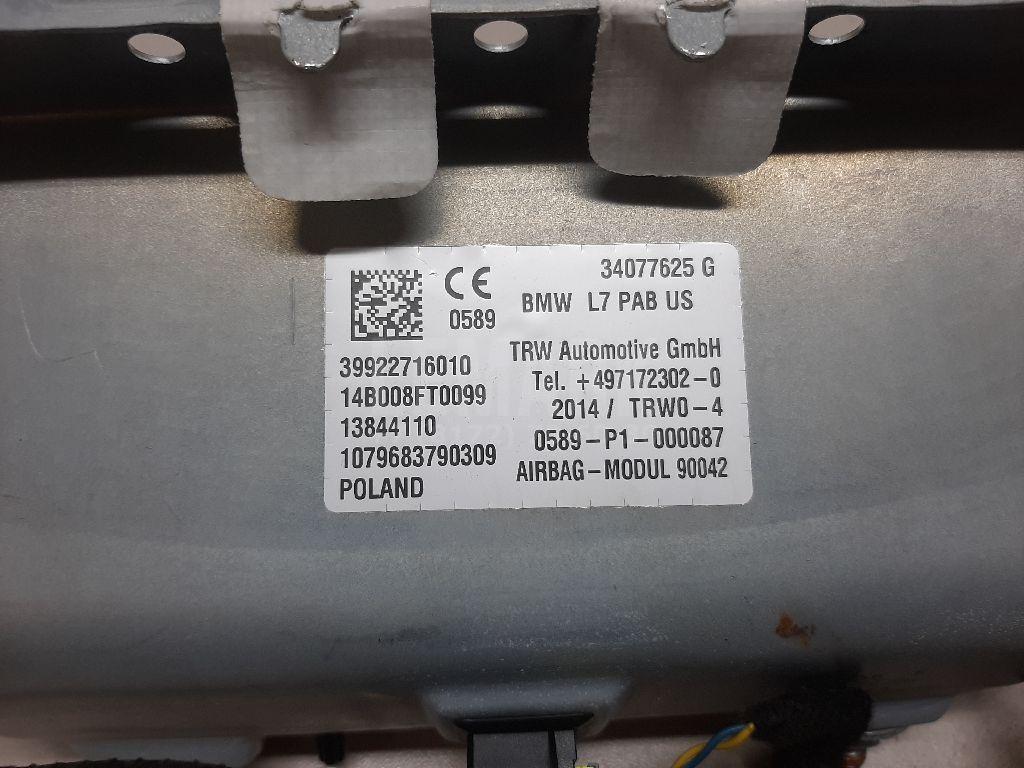 CE
0589
34077625 G
BMW L7 PAB US
39922716010
14B008FT0099
13844110
1079683790309
POLAND
TRW Automotive GmbH
Tel. +497172302-0
2014 / TRW0-4
0589-P1-000087
AIRBAG-MODUL 90042